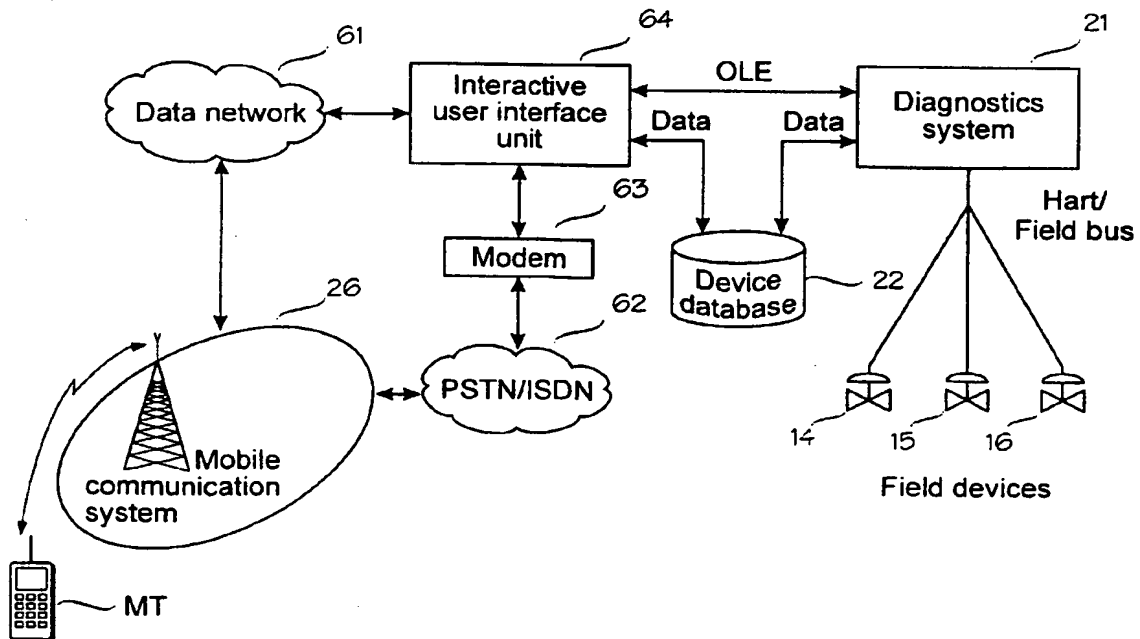 61
64
21
Data network
Interactive
user interface
unit
OLE
Data
Data
Diagnostics
system
63
Hart/
Field bus
Modem
Device
database
22
26
62
PSTN/ISDN
Mobile
communication
system
14
15
16
Field devices
MT